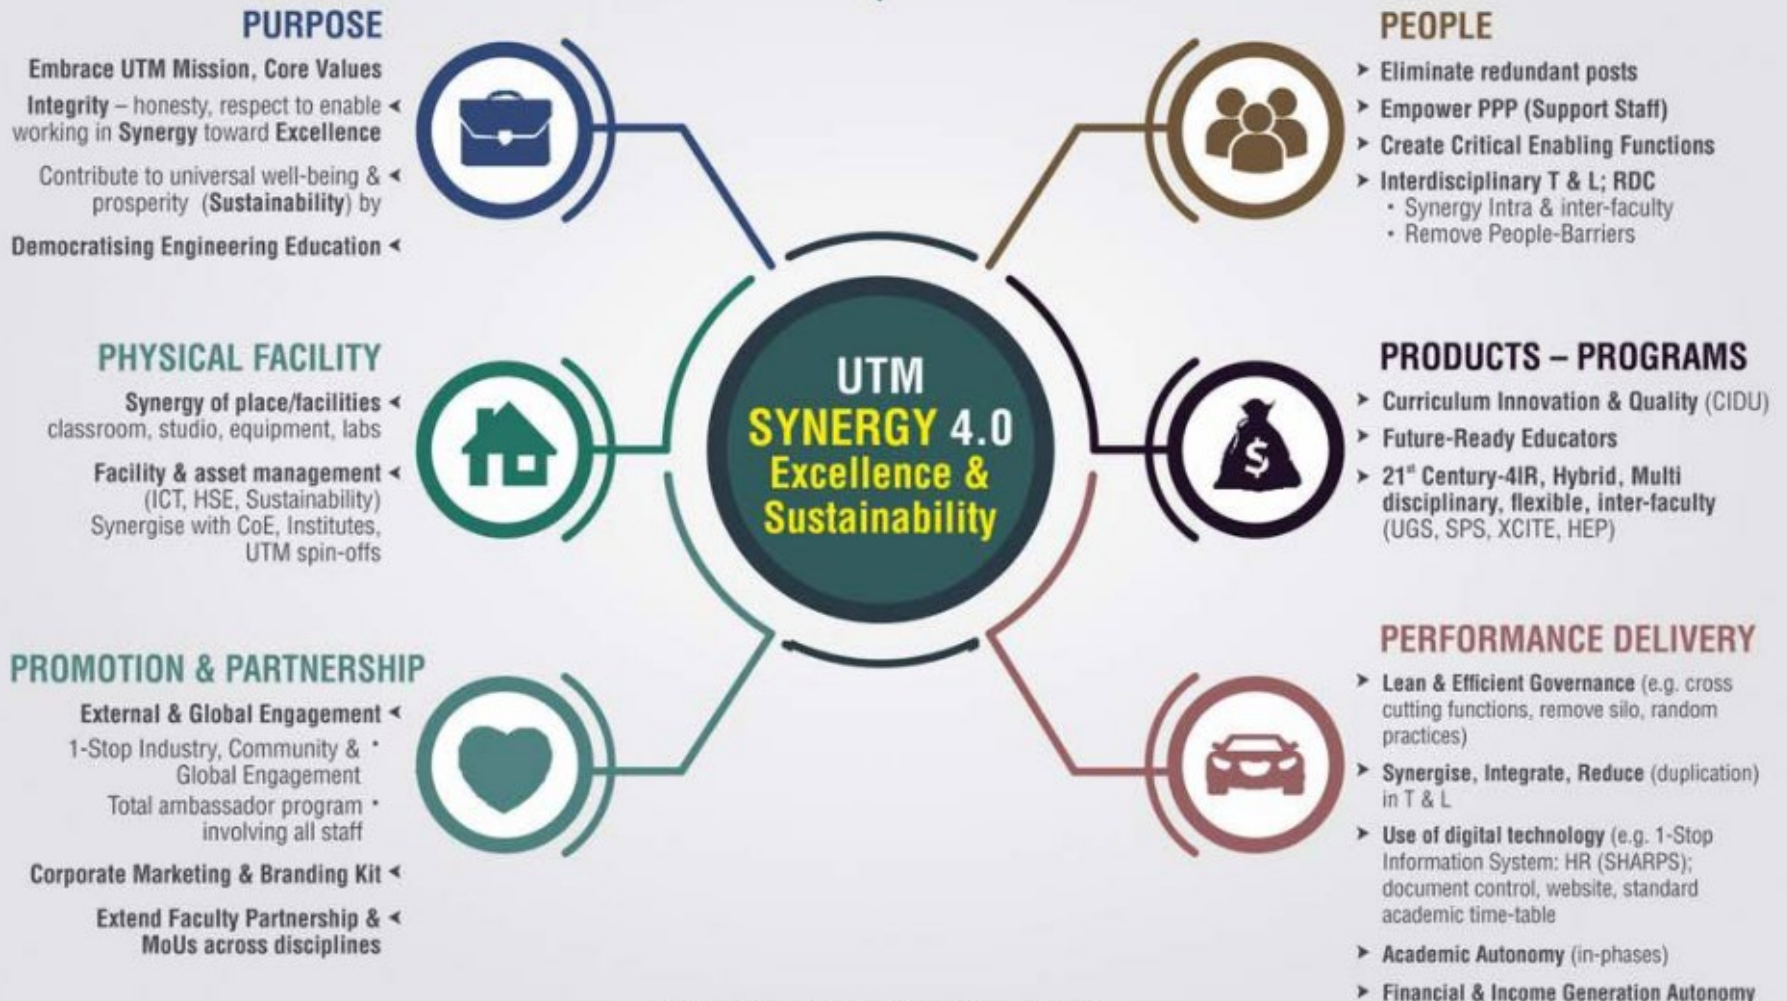 PURPOSE
Embrace UTM Mission, Core Values
Integrity – honesty, respect to enable
working in Synergy toward Excellence
Contribute to universal well-being &
prosperity (Sustainability) by
Democratising Engineering Education
PHYSICAL FACILITY
Synergy of place/facilities
classroom, studio, equipment, labs
Facility & asset management
(ICT, HSE, Sustainability)
Synergise with CoE, Institutes,
UTM spin-offs
PROMOTION & PARTNERSHIP
External & Global Engagement
1-Stop Industry, Community &
Global Engagement
Total ambassador program
involving all staff
Corporate Marketing & Branding Kit
Extend Faculty Partnership &
MoUs across disciplines
UTM
SYNERGY 4.0
Excellence &
Sustainability
PEOPLE
Eliminate redundant posts
Empower PPP (Support Staff)
Create Critical Enabling Functions
Interdisciplinary T & L; RDC
• Synergy Intra & inter-faculty
• Remove People-Barriers
PRODUCTS – PROGRAMS
Curriculum Innovation & Quality (CIDU)
Future-Ready Educators
21st Century-4IR, Hybrid, Multi
disciplinary, flexible, inter-faculty
(UGS, SPS, XCITE, HEP)
$
PERFORMANCE DELIVERY
Lean & Efficient Governance (e.g. cross
cutting functions, remove silo, random
practices)
Synergise, Integrate, Reduce (duplication)
in T & L
Use of digital technology (e.g. 1-Stop
Information System: HR (SHARPS);
document control, website, standard
academic time-table
Academic Autonomy (in-phases)
Financial & Income Generation Autonomy